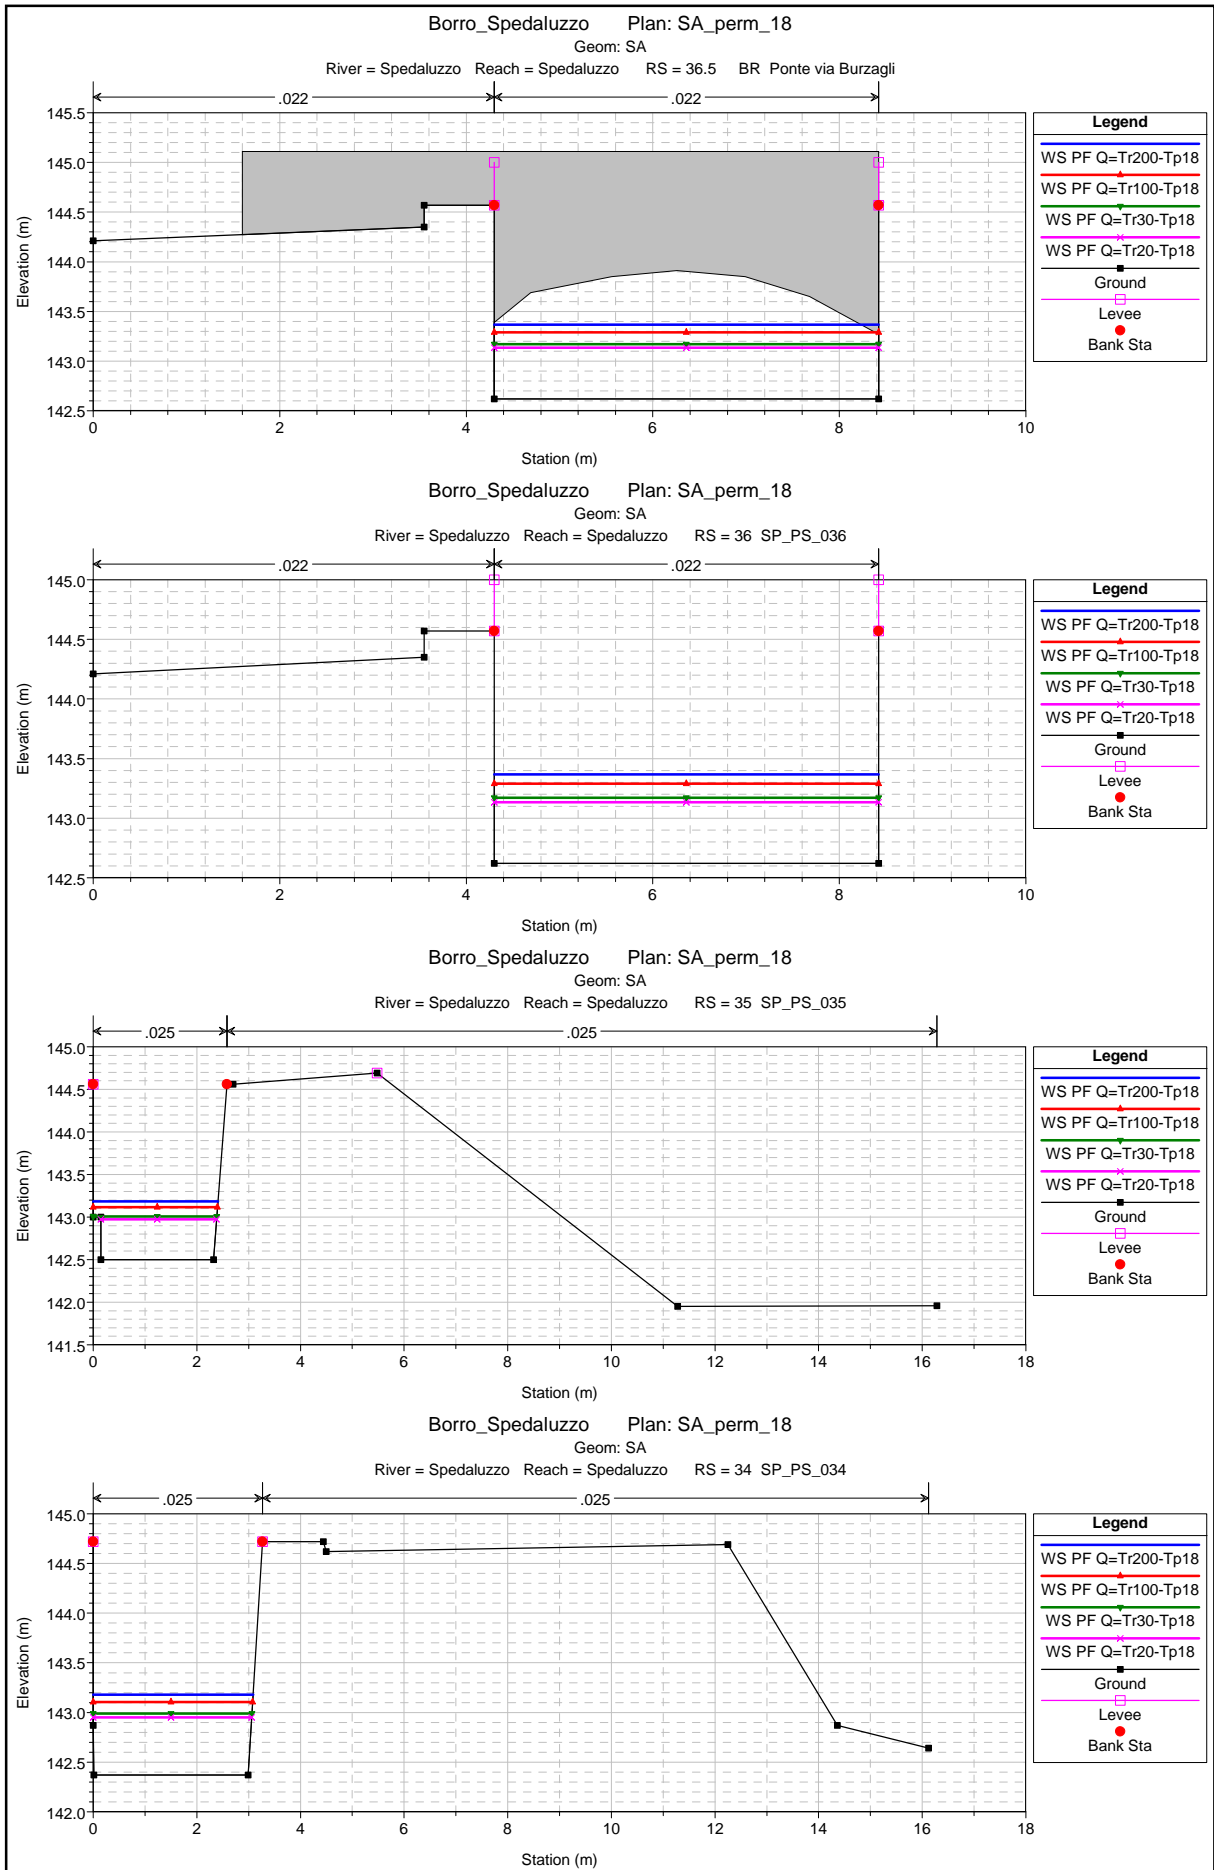 Borro_Spedaluzzo Plan: SA_perm_18
Geom: SA
River = Spedaluzzo Reach = Spedaluzzo RS = 36.5 BR Ponte via Burzagli
.022 .022
145.5
145.0
144.5
144.0
143.5
143.0
142.5
Elevation (m)
0 2 4 6 8 10
Station (m)
Legend
WS PF Q=Tr200-Tp18
WS PF Q=Tr100-Tp18
WS PF Q=Tr30-Tp18
WS PF Q=Tr20-Tp18
Ground
Levee
Bank Sta
Borro_Spedaluzzo Plan: SA_perm_18
Geom: SA
River = Spedaluzzo Reach = Spedaluzzo RS = 36 SP_PS_036
.022 .022
145.0
144.5
144.0
143.5
143.0
142.5
Elevation (m)
0 2 4 6 8 10
Station (m)
Legend
WS PF Q=Tr200-Tp18
WS PF Q=Tr100-Tp18
WS PF Q=Tr30-Tp18
WS PF Q=Tr20-Tp18
Ground
Levee
Bank Sta
Borro_Spedaluzzo Plan: SA_perm_18
Geom: SA
River = Spedaluzzo Reach = Spedaluzzo RS = 35 SP_PS_035
.025 .025
145.0
144.5
144.0
143.5
143.0
142.5
142.0
141.5
Elevation (m)
0 2 4 6 8 10 12 14 16 18
Station (m)
Legend
WS PF Q=Tr200-Tp18
WS PF Q=Tr100-Tp18
WS PF Q=Tr30-Tp18
WS PF Q=Tr20-Tp18
Ground
Levee
Bank Sta
Borro_Spedaluzzo Plan: SA_perm_18
Geom: SA
River = Spedaluzzo Reach = Spedaluzzo RS = 34 SP_PS_034
.025 .025
145.0
144.5
144.0
143.5
143.0
142.5
142.0
Elevation (m)
0 2 4 6 8 10 12 14 16 18
Station (m)
Legend
WS PF Q=Tr200-Tp18
WS PF Q=Tr100-Tp18
WS PF Q=Tr30-Tp18
WS PF Q=Tr20-Tp18
Ground
Levee
Bank Sta